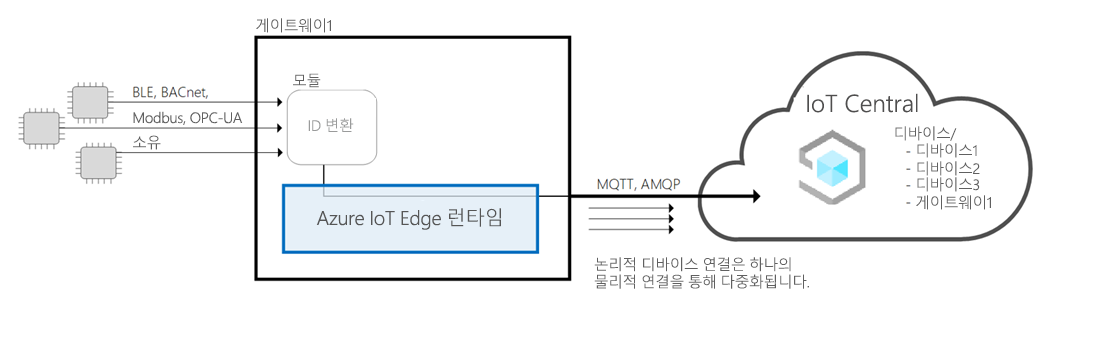 게이트웨이1
모듈
BLE, BACnet,
Modbus, OPC-UA
소유
ID 변환
Azure IoT Edge 런타임
MQTT, AMQP
논리적 디바이스 연결은 하나의
물리적 연결을 통해 다중화됩니다.
IoT Central
디바이스/
- 디바이스1
- 디바이스2
- 디바이스3
- 게이트웨이1